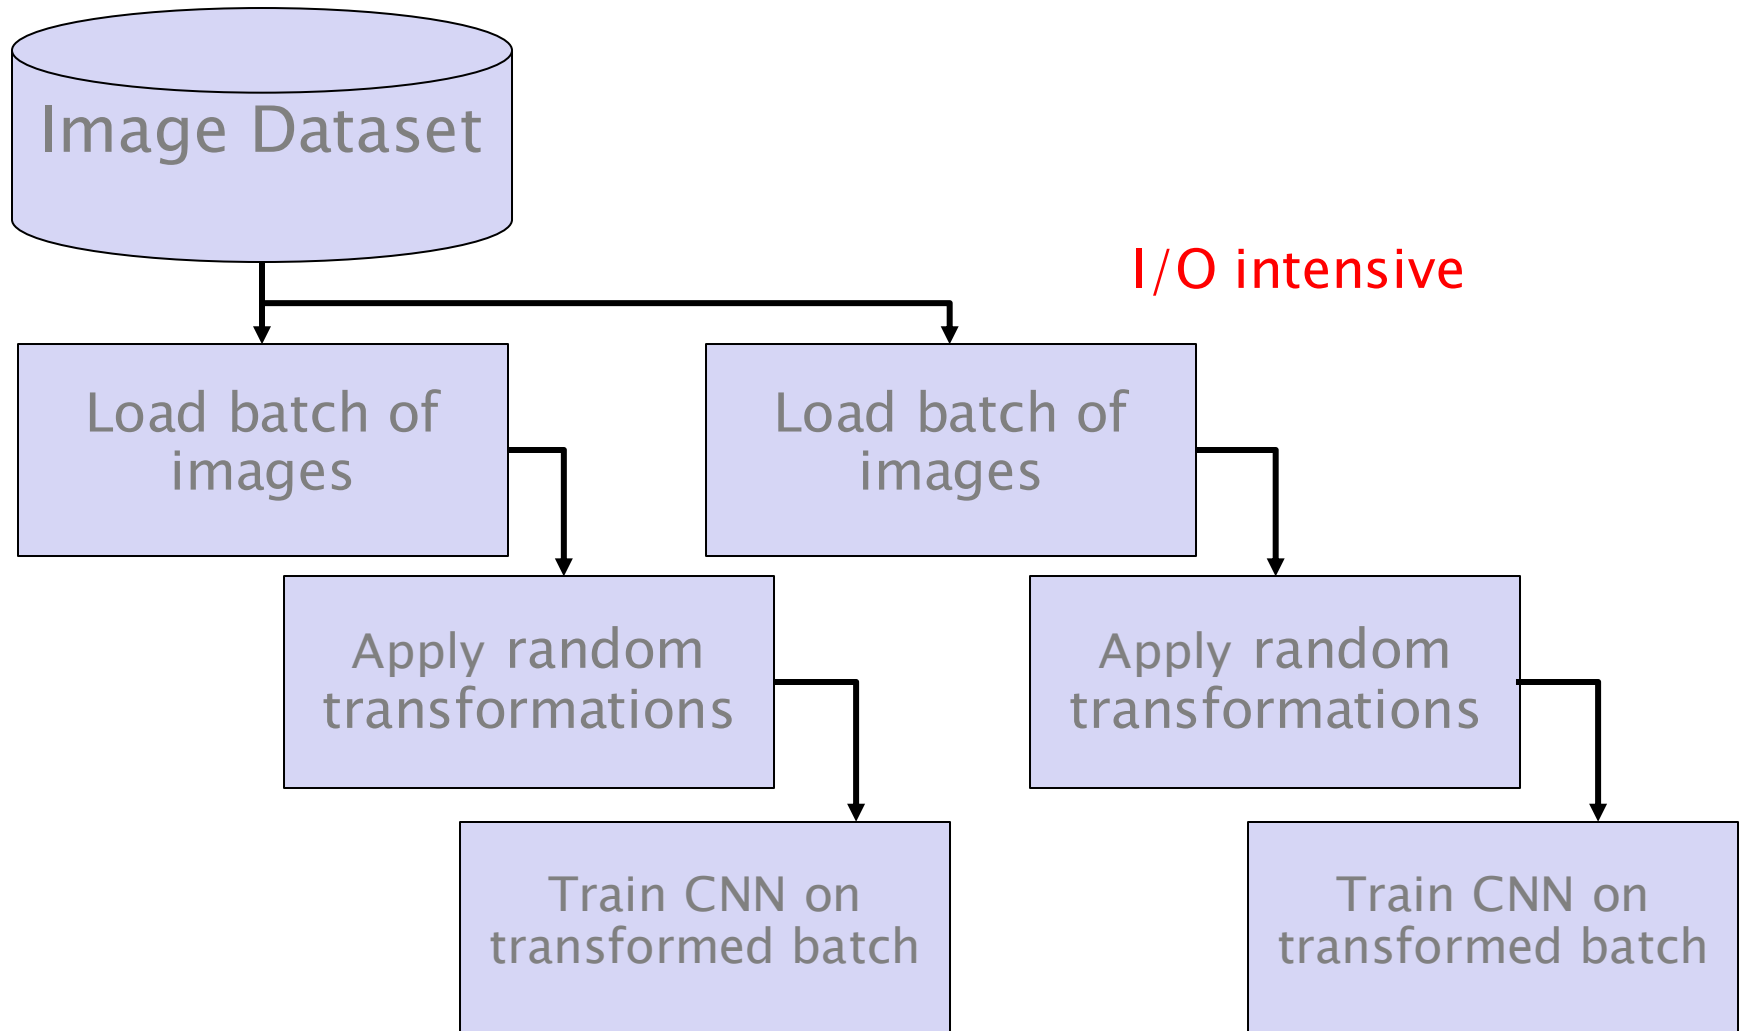 Image Dataset
I/O intensive
Load batch of
images
Load batch of
images
Apply random
transformations
Apply random
transformations
Train CNN on
transformed batch
Train CNN on
transformed batch